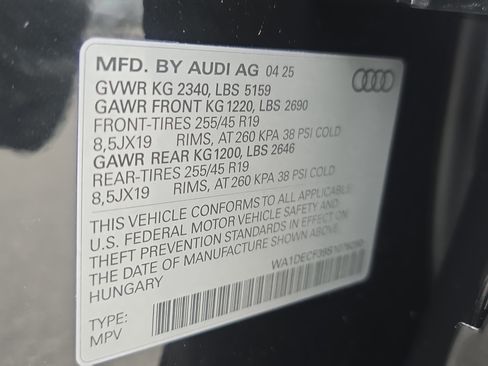 MFD. BY AUDI AG 04 25
GVWR KG 2340, LBS 5159
GAWR FRONT KG 1220, LBS 2690
FRONT-TIRES 255/45 R19
8,5JX19 RIMS, AT 260 KPA 38 PSI COLD
GAWR REAR KG1200, LBS 2646
REAR-TIRES 255/45 R19
8,5JX19 RIMS, AT 260 KPA 38 PSI COLD
THIS VEHICLE CONFORMS TO ALL APPLICABLE
U.S. FEDERAL MOTOR VEHICLE SAFETY AND
THEFT PREVENTION STANDARDS IN EFFECT ON
THE DATE OF MANUFACTURE SHOWN ABOVE.
HUNGARY
TYPE:
MPV